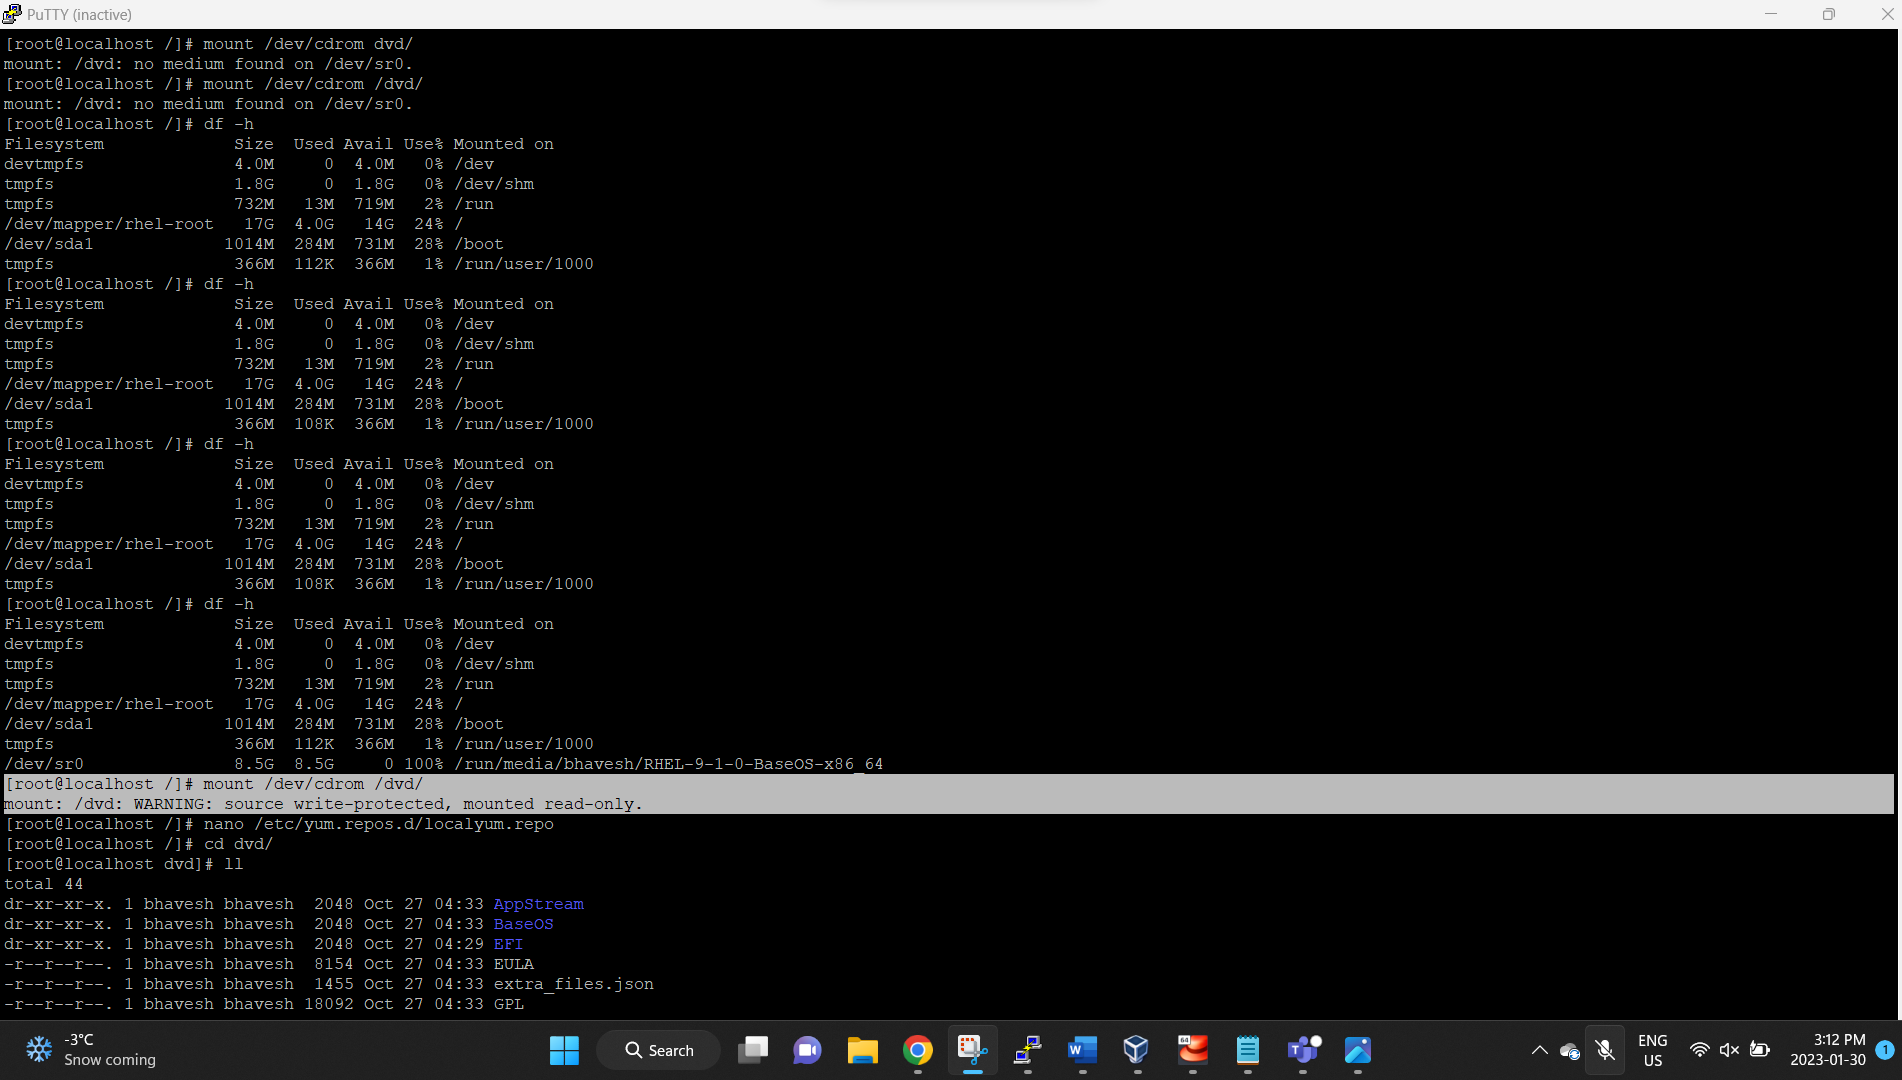 PuTTY (inactive)
[root@localhost /]# mount /dev/cdrom dvd/
mount: /dvd: no medium found on /dev/sr0.
[root@localhost /]# mount /dev/cdrom /dvd/
mount: /dvd: no medium found on /dev/sr0.
[root@localhost /]# df -h
Filesystem             Size  Used Avail Use% Mounted on
devtmpfs               4.0M     0  4.0M   0% /dev
tmpfs                  1.8G     0  1.8G   0% /dev/shm
tmpfs                  732M   13M  719M   2% /run
/dev/mapper/rhel-root   17G  4.0G   14G  24% /
/dev/sda1             1014M  284M  731M  28% /boot
tmpfs                  366M  112K  366M   1% /run/user/1000
[root@localhost /]# df -h
Filesystem             Size  Used Avail Use% Mounted on
devtmpfs               4.0M     0  4.0M   0% /dev
tmpfs                  1.8G     0  1.8G   0% /dev/shm
tmpfs                  732M   13M  719M   2% /run
/dev/mapper/rhel-root   17G  4.0G   14G  24% /
/dev/sda1             1014M  284M  731M  28% /boot
tmpfs                  366M  108K  366M   1% /run/user/1000
[root@localhost /]# df -h
Filesystem             Size  Used Avail Use% Mounted on
devtmpfs               4.0M     0  4.0M   0% /dev
tmpfs                  1.8G     0  1.8G   0% /dev/shm
tmpfs                  732M   13M  719M   2% /run
/dev/mapper/rhel-root   17G  4.0G   14G  24% /
/dev/sda1             1014M  284M  731M  28% /boot
tmpfs                  366M  108K  366M   1% /run/user/1000
[root@localhost /]# df -h
Filesystem             Size  Used Avail Use% Mounted on
devtmpfs               4.0M     0  4.0M   0% /dev
tmpfs                  1.8G     0  1.8G   0% /dev/shm
tmpfs                  732M   13M  719M   2% /run
/dev/mapper/rhel-root   17G  4.0G   14G  24% /
/dev/sda1             1014M  284M  731M  28% /boot
tmpfs                  366M  112K  366M   1% /run/user/1000
/dev/sr0               8.5G  8.5G     0 100% /run/media/bhavesh/RHEL-9-1-0-BaseOS-x86_64
[root@localhost /]# mount /dev/cdrom /dvd/
mount: /dvd: WARNING: source write-protected, mounted read-only.
[root@localhost /]# nano /etc/yum.repos.d/localyum.repo
[root@localhost /]# cd dvd/
[root@localhost dvd]# ll
total 44
dr-xr-xr-x. 1 bhavesh bhavesh  2048 Oct 27 04:33 AppStream
dr-xr-xr-x. 1 bhavesh bhavesh  2048 Oct 27 04:33 BaseOS
dr-xr-xr-x. 1 bhavesh bhavesh  2048 Oct 27 04:29 EFI
-r--r--r--. 1 bhavesh bhavesh  8154 Oct 27 04:33 EULA
-r--r--r--. 1 bhavesh bhavesh  1455 Oct 27 04:33 extra_files.json
-r--r--r--. 1 bhavesh bhavesh 18092 Oct 27 04:33 GPL
-3°C
Snow coming
Search
W
64
T
ENG
US
3:12 PM
2023-01-30
1